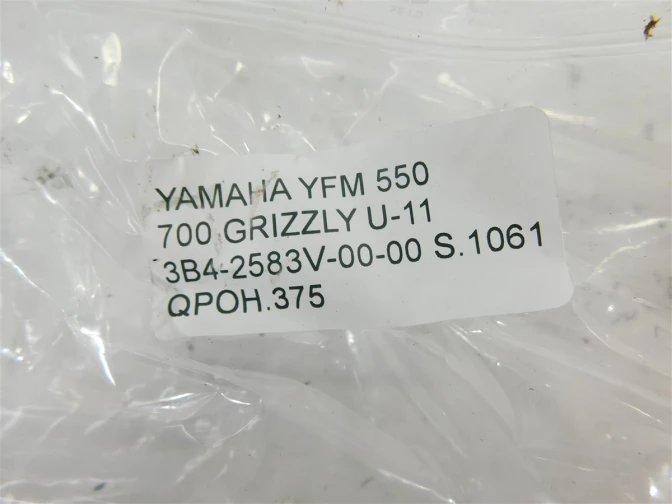 YAMAHA YFM 550
700 GRIZZLY U-11
3B4-2583V-00-00 S.1061
QPOH.375